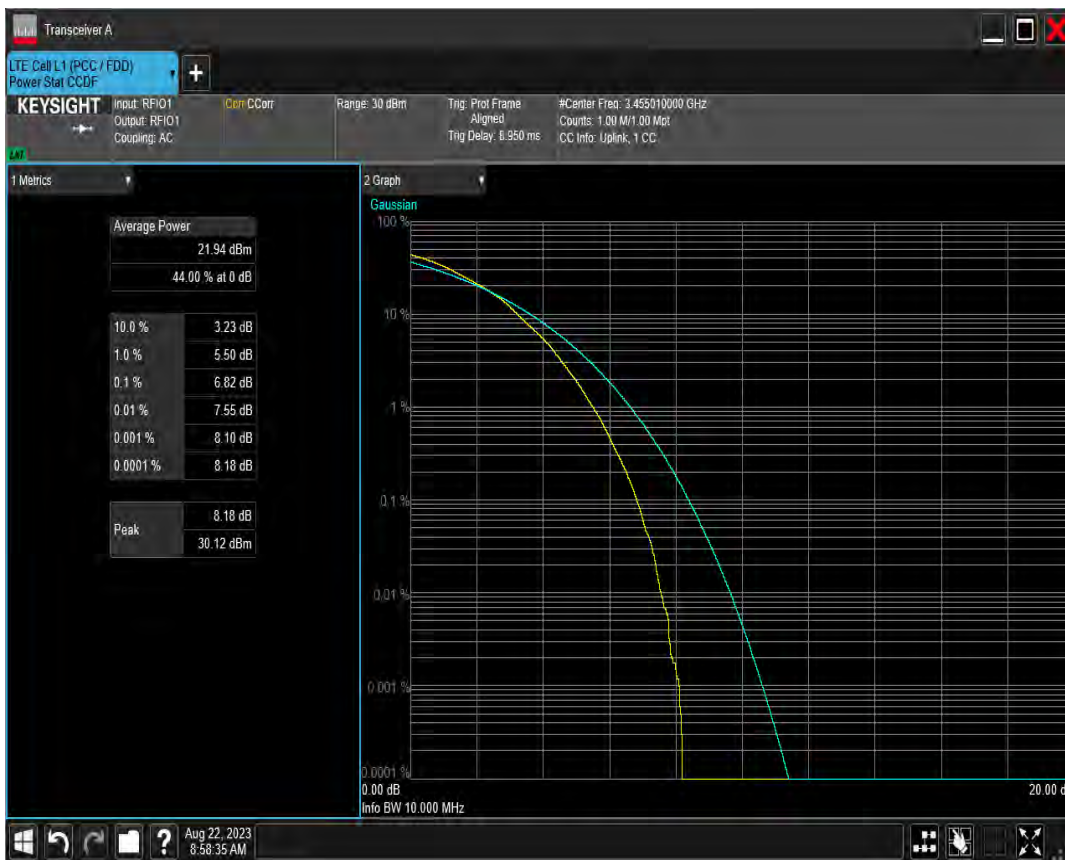 Transceiver A
LTE Cell L1 (PCC / FDD)
Power Stat CCDF
+
KEYSIGHT
Input: RFIO1
Output: RFIO1
Coupling: AC
Corr CCorr
Range: 30 dBm
Trig: Prot Frame
Aligned
Trig Delay: 8.950 ms
#Center Freq: 3.455010000 GHz
Counts: 1.00 M/1.00 Mpt
CC Info: Uplink, 1 CC
1 Metrics
Average Power
21.94 dBm
44.00 % at 0 dB
10.0 % 3.23 dB
1.0 % 5.50 dB
0.1 % 6.82 dB
0.01 % 7.55 dB
0.001 % 8.10 dB
0.0001 % 8.18 dB
Peak
8.18 dB
30.12 dBm
2 Graph
Gaussian
100 %
10 %
1 %
0.1 %
0.01 %
0.001 %
0.0001 %
0.00 dB
20.00 d
Info BW 10.000 MHz
?
Aug 22, 2023
8:58:35 AM